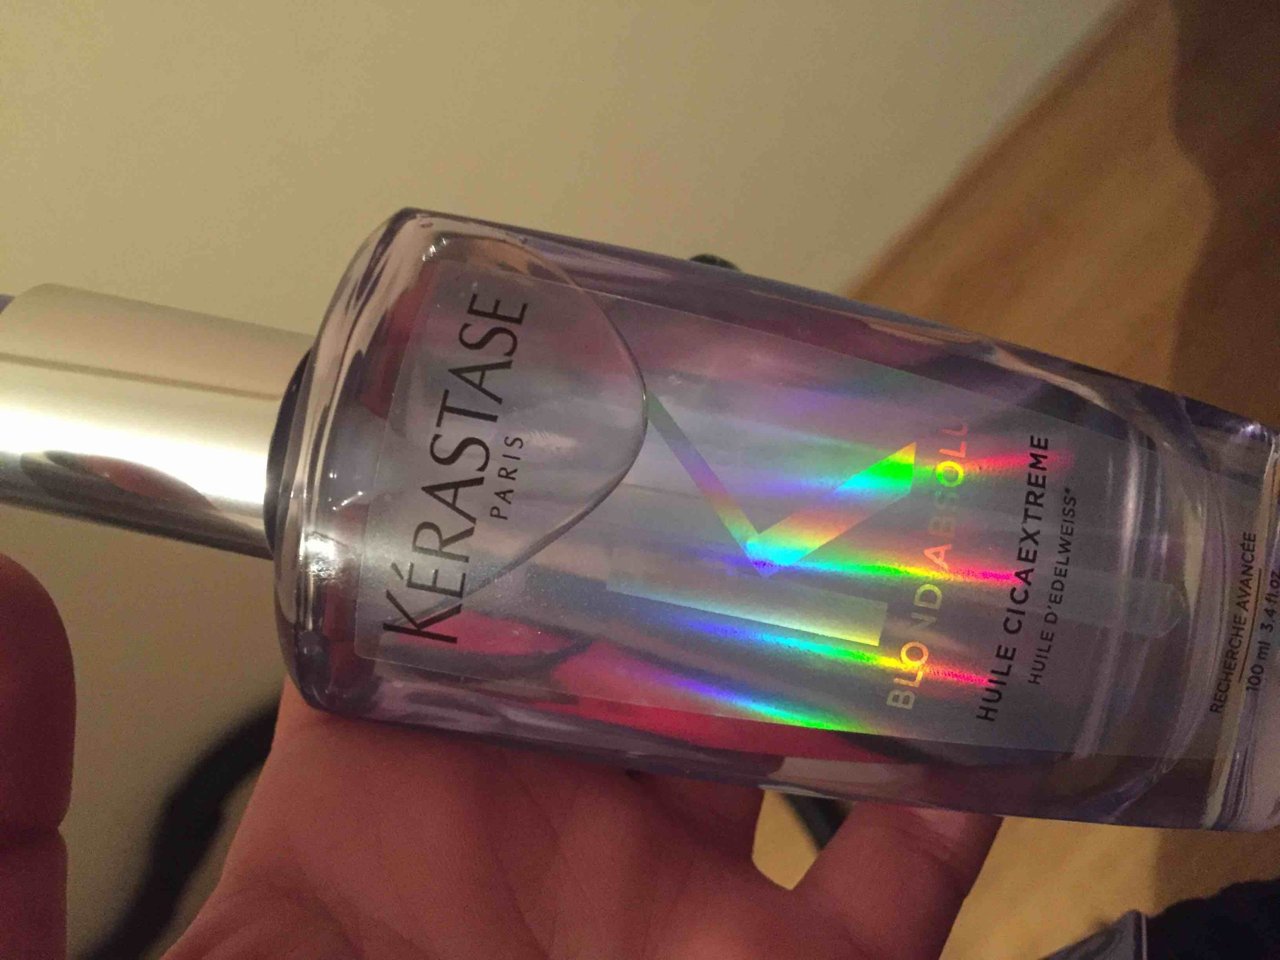 KÉRASTASE
PARIS
BLOND ABSOLU
HUILE CICAEXTREME
HUILE D'EDELWEISS*
RECHERCHE AVANCÉE
100 ml 3.4 fl.oz